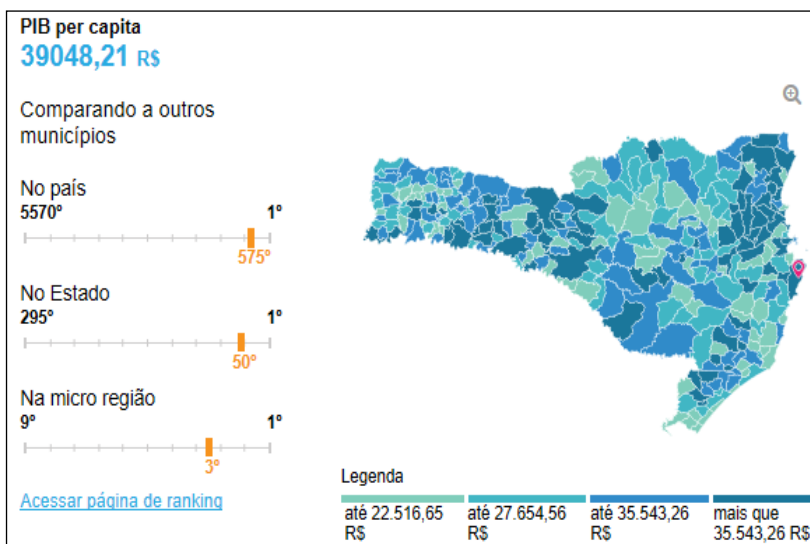 PIB per capita
39048,21 R$
Comparando a outros
municípios
No país
5570º 1º
575º
No Estado
295º 1º
50º
Na micro região
9º 1º
3º
Acessar página de ranking
Legenda
até 22.516,65
R$
até 27.654,56
R$
até 35.543,26
R$
mais que
35.543,26 R$